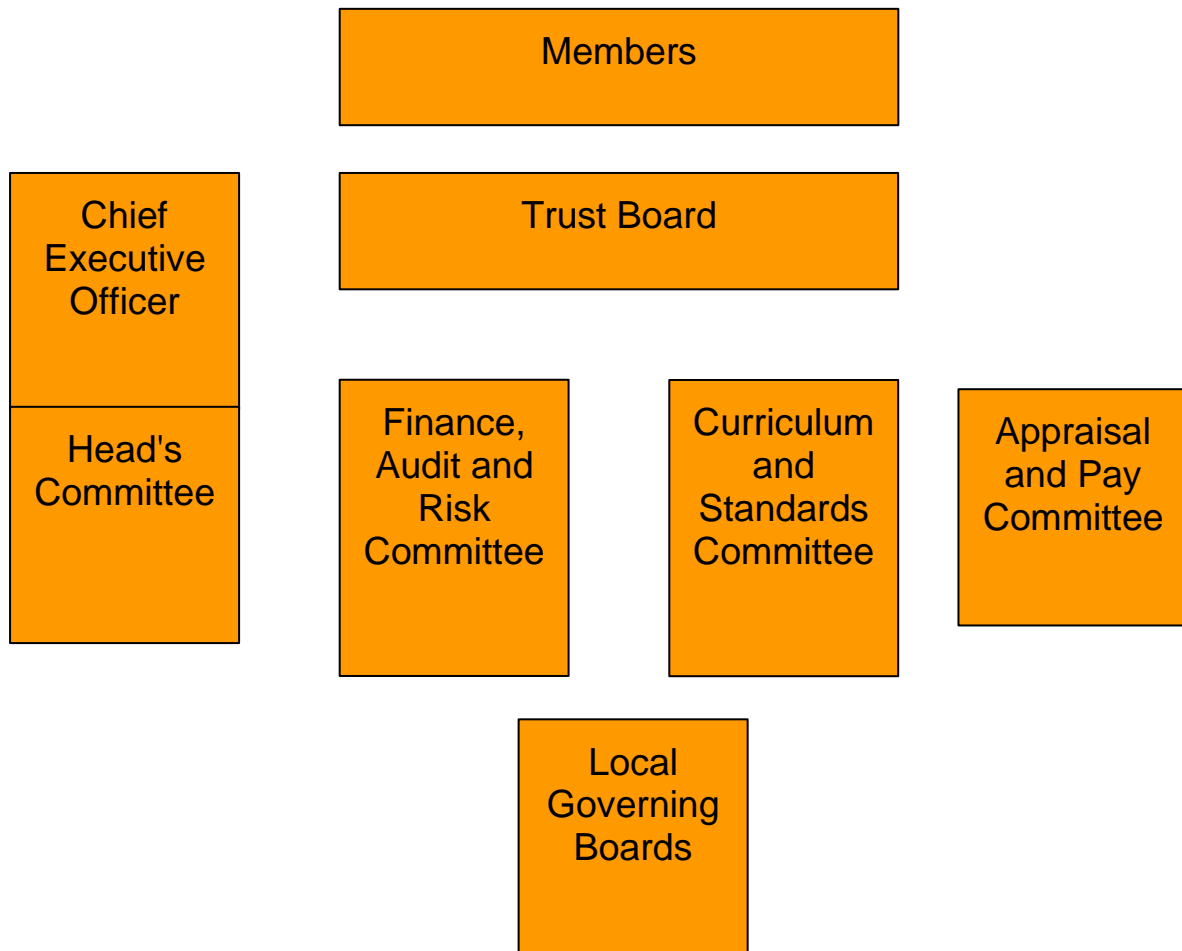 Members
Trust Board
Chief
Executive
Officer
Head's
Committee
Finance,
Audit and
Risk
Committee
Curriculum
and
Standards
Committee
Appraisal
and Pay
Committee
Local
Governing
Boards